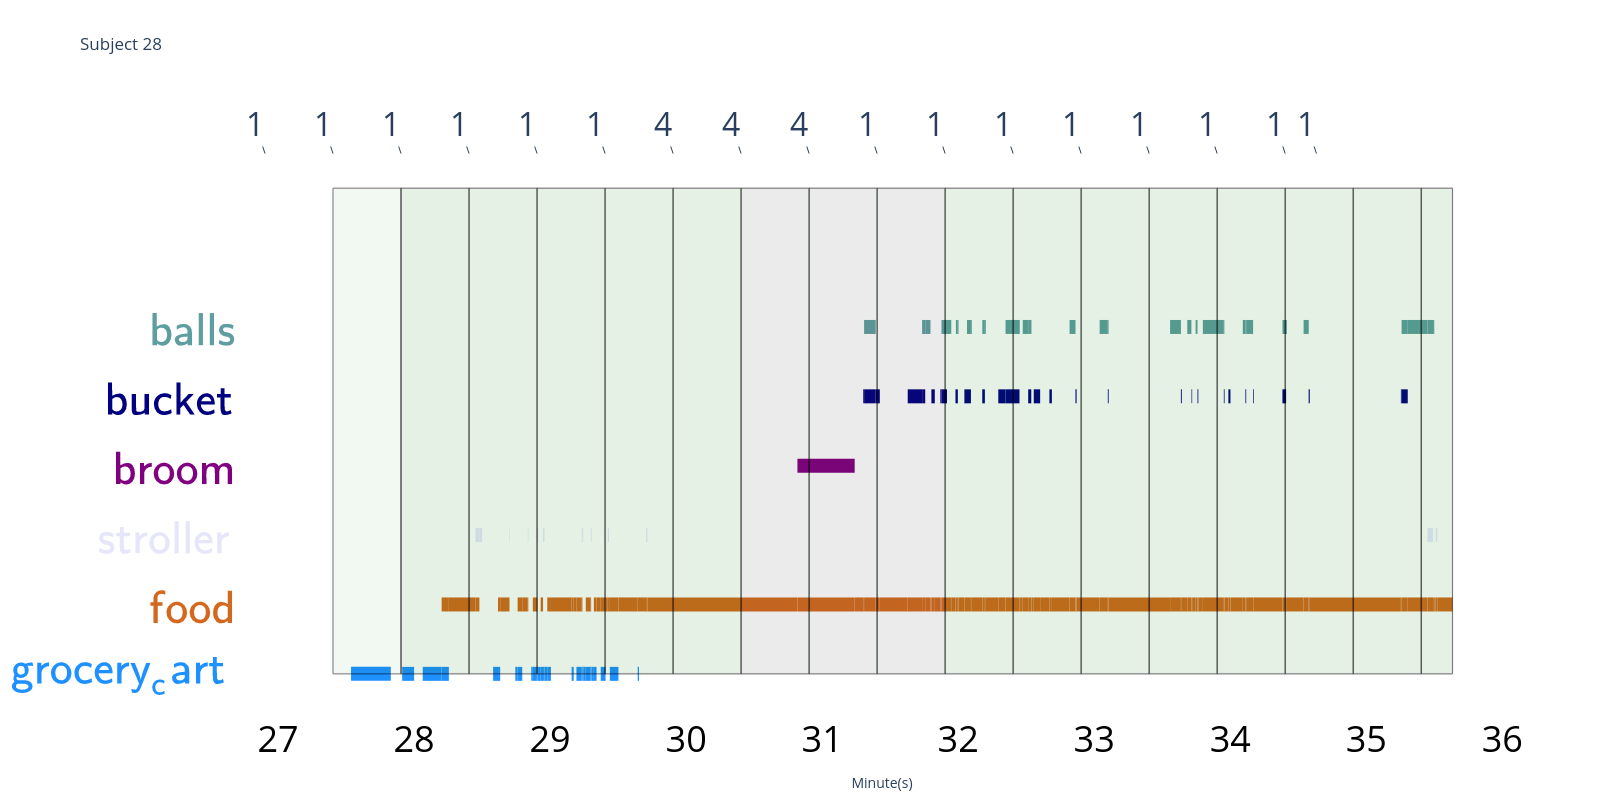 Subject 28
1 1 1 1 1 1 4 4 4 1 1 1 1 1 1 1 1
balls
bucket
broom
stroller
food
grocery_cart
27 28 29 30 31 32 33 34 35 36
Minute(s)